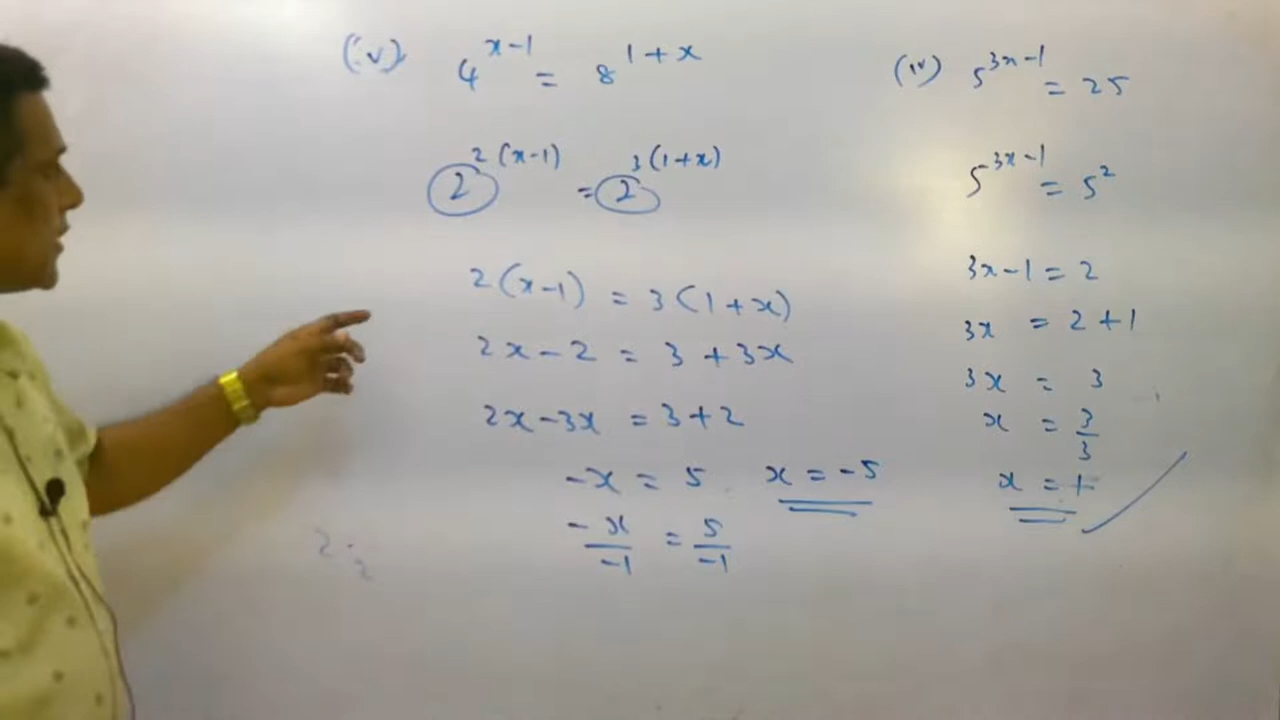 (v) 4^{x-1} = 8^{1+x}
2^{2(x-1)} = 2^{3(1+x)}
2(x-1) = 3(1+x)
2x-2 = 3+3x
2x-3x = 3+2
-x = 5 x = -5
-x/-1 = 5/-1
(iv) 5^{3x-1} = 25
5^{3x-1} = 5^2
3x-1 = 2
3x = 2+1
3x = 3
x = 3/3
x =